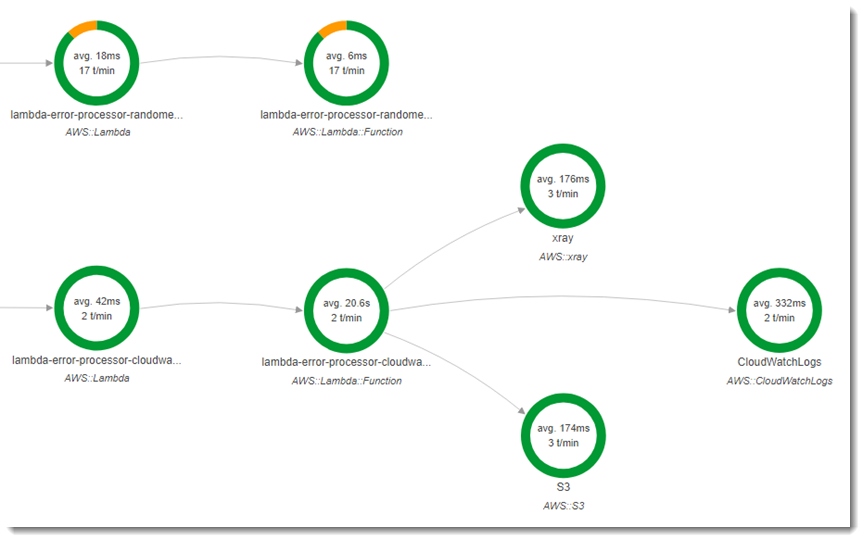 avg. 18ms
17 t/min
lambda-error-processor-randome...
AWS::Lambda
avg. 6ms
17 t/min
lambda-error-processor-randome...
AWS::Lambda::Function
avg. 176ms
3 t/min
xray
AWS::xray
avg. 42ms
2 t/min
lambda-error-processor-cloudwa...
AWS::Lambda
avg. 20.6s
2 t/min
lambda-error-processor-cloudwa...
AWS::Lambda::Function
avg. 332ms
2 t/min
CloudWatchLogs
AWS::CloudWatchLogs
avg. 174ms
3 t/min
S3
AWS::S3